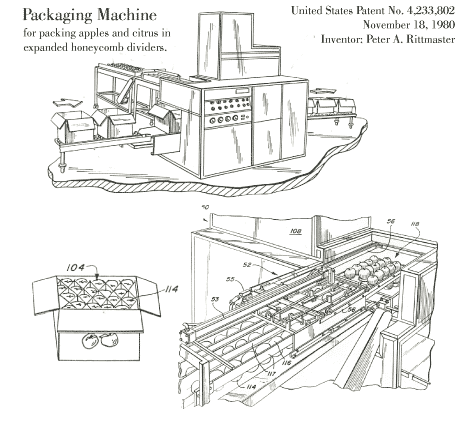 Packaging Machine
for packing apples and citrus in
expanded honeycomb dividers.
United States Patent No. 4,233,802
November 18, 1980
Inventor: Peter A. Rittmaster
108
56
118
52
55
53
104
114
116
117
114